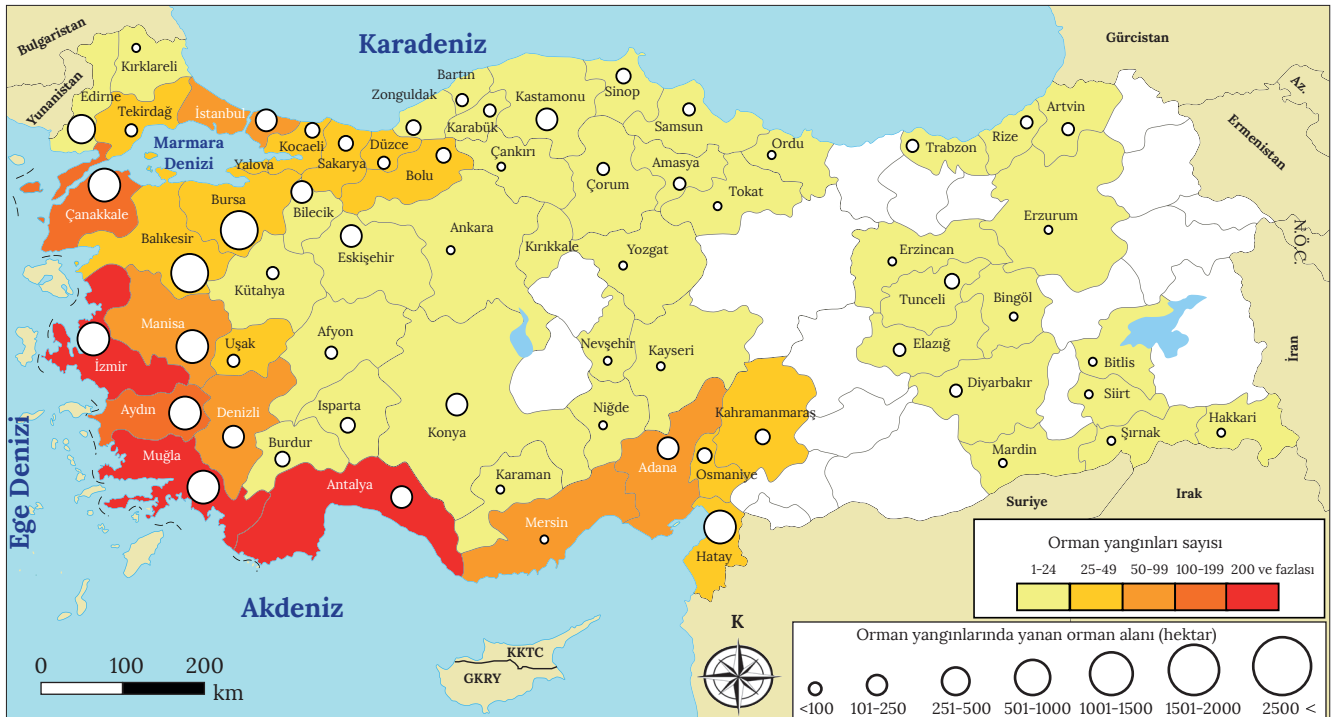 Bulgaristan
Yunanistan
Karadeniz
Gürcistan
Az.
Ermenistan
N.Ö.C.
İran
Irak
Suriye
Marmara
Denizi
Ege Denizi
Akdeniz
KKTC
GKRY
Kırklareli
Edirne
Tekirdağ
İstanbul
Kocaeli
Yalova
Sakarya
Düzce
Bolu
Zonguldak
Bartın
Karabük
Kastamonu
Sinop
Çankırı
Samsun
Çorum
Amasya
Ordu
Tokat
Trabzon
Rize
Artvin
Erzurum
Çanakkale
Balıkesir
Bursa
Bilecik
Eskişehir
Kütahya
Ankara
Kırıkkale
Yozgat
Erzincan
Tunceli
Bingöl
Elazığ
Diyarbakır
Bitlis
Siirt
Şırnak
Hakkari
Mardin
Manisa
İzmir
Uşak
Afyon
Aydın
Denizli
Isparta
Burdur
Muğla
Antalya
Konya
Karaman
Nevşehir
Kayseri
Niğde
Mersin
Adana
Osmaniye
Kahramanmaraş
Hatay
0 100 200
km
K
Orman yangınları sayısı
1-24 25-49 50-99 100-199 200 ve fazlası
Orman yangınlarında yanan orman alanı (hektar)
<100 101-250 251-500 501-1000 1001-1500 1501-2000 2500 <